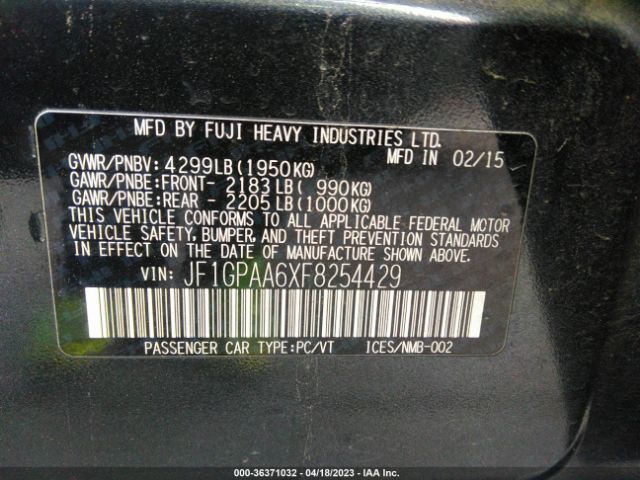 MFD BY FUJI HEAVY INDUSTRIES LTD.
MFD IN 02/15
GVWR/PNBV: 4299LB(1950KG)
GAWR/PNBE:FRONT- 2183LB( 990KG)
GAWR/PNBE:REAR - 2205LB(1000KG)
THIS VEHICLE CONFORMS TO ALL APPLICABLE FEDERAL MOTOR
VEHICLE SAFETY, BUMPER, AND THEFT PREVENTION STANDARDS
IN EFFECT ON THE DATE OF MANUFACTURE SHOWN ABOVE.
VIN: JF1GPAA6XF8254429
PASSENGER CAR TYPE:PC/VT ICES/NMB-002
000-36371032 / 04/18/2023 - IAA Inc.